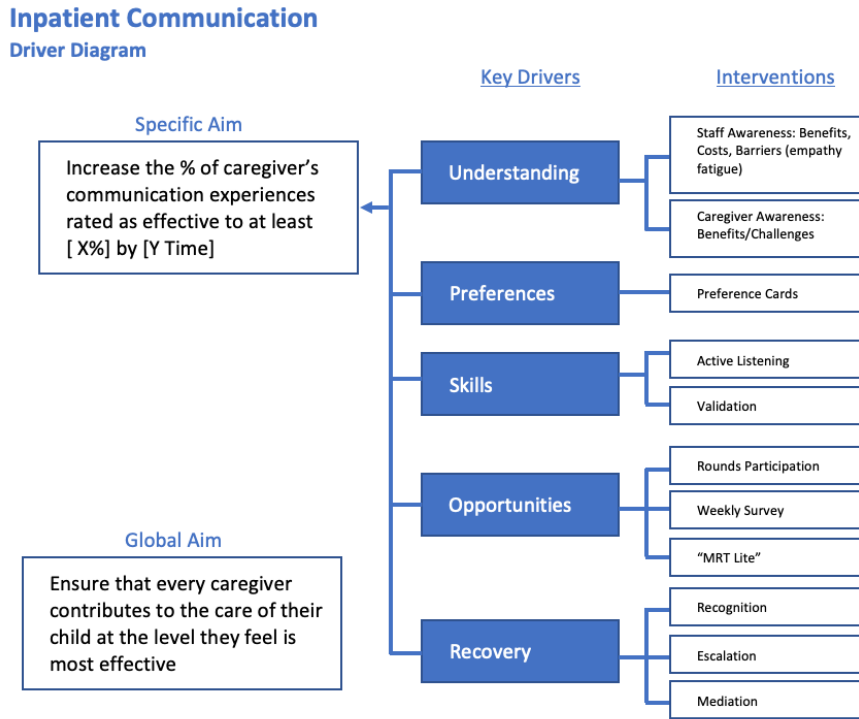 Inpatient Communication
Driver Diagram
Key Drivers
Interventions
Specific Aim
Increase the % of caregiver's
communication experiences
rated as effective to at least
[ X%] by [Y Time]
Understanding
Staff Awareness: Benefits,
Costs, Barriers (empathy
fatigue)
Caregiver Awareness:
Benefits/Challenges
Preferences
Preference Cards
Skills
Active Listening
Validation
Opportunities
Rounds Participation
Weekly Survey
“MRT Lite”
Global Aim
Ensure that every caregiver
contributes to the care of their
child at the level they feel is
most effective
Recovery
Recognition
Escalation
Mediation